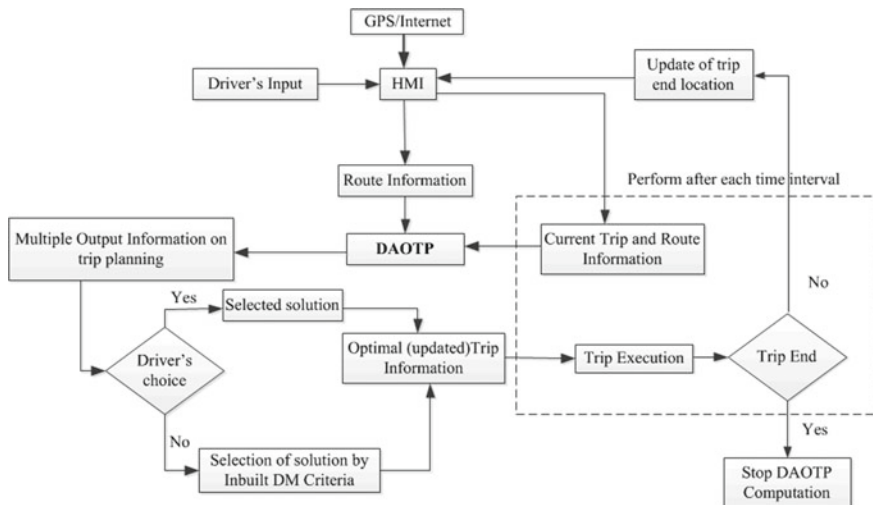 GPS/Internet
Driver's Input
HMI
Update of trip
end location
Route Information
Perform after each time interval
Multiple Output Information on
trip planning
DAOTP
Current Trip and Route
Information
No
Yes
Selected solution
Driver's
choice
Optimal (updated)Trip
Information
Trip Execution
Trip End
No
Selection of solution by
Inbuilt DM Criteria
Yes
Stop DAOTP
Computation